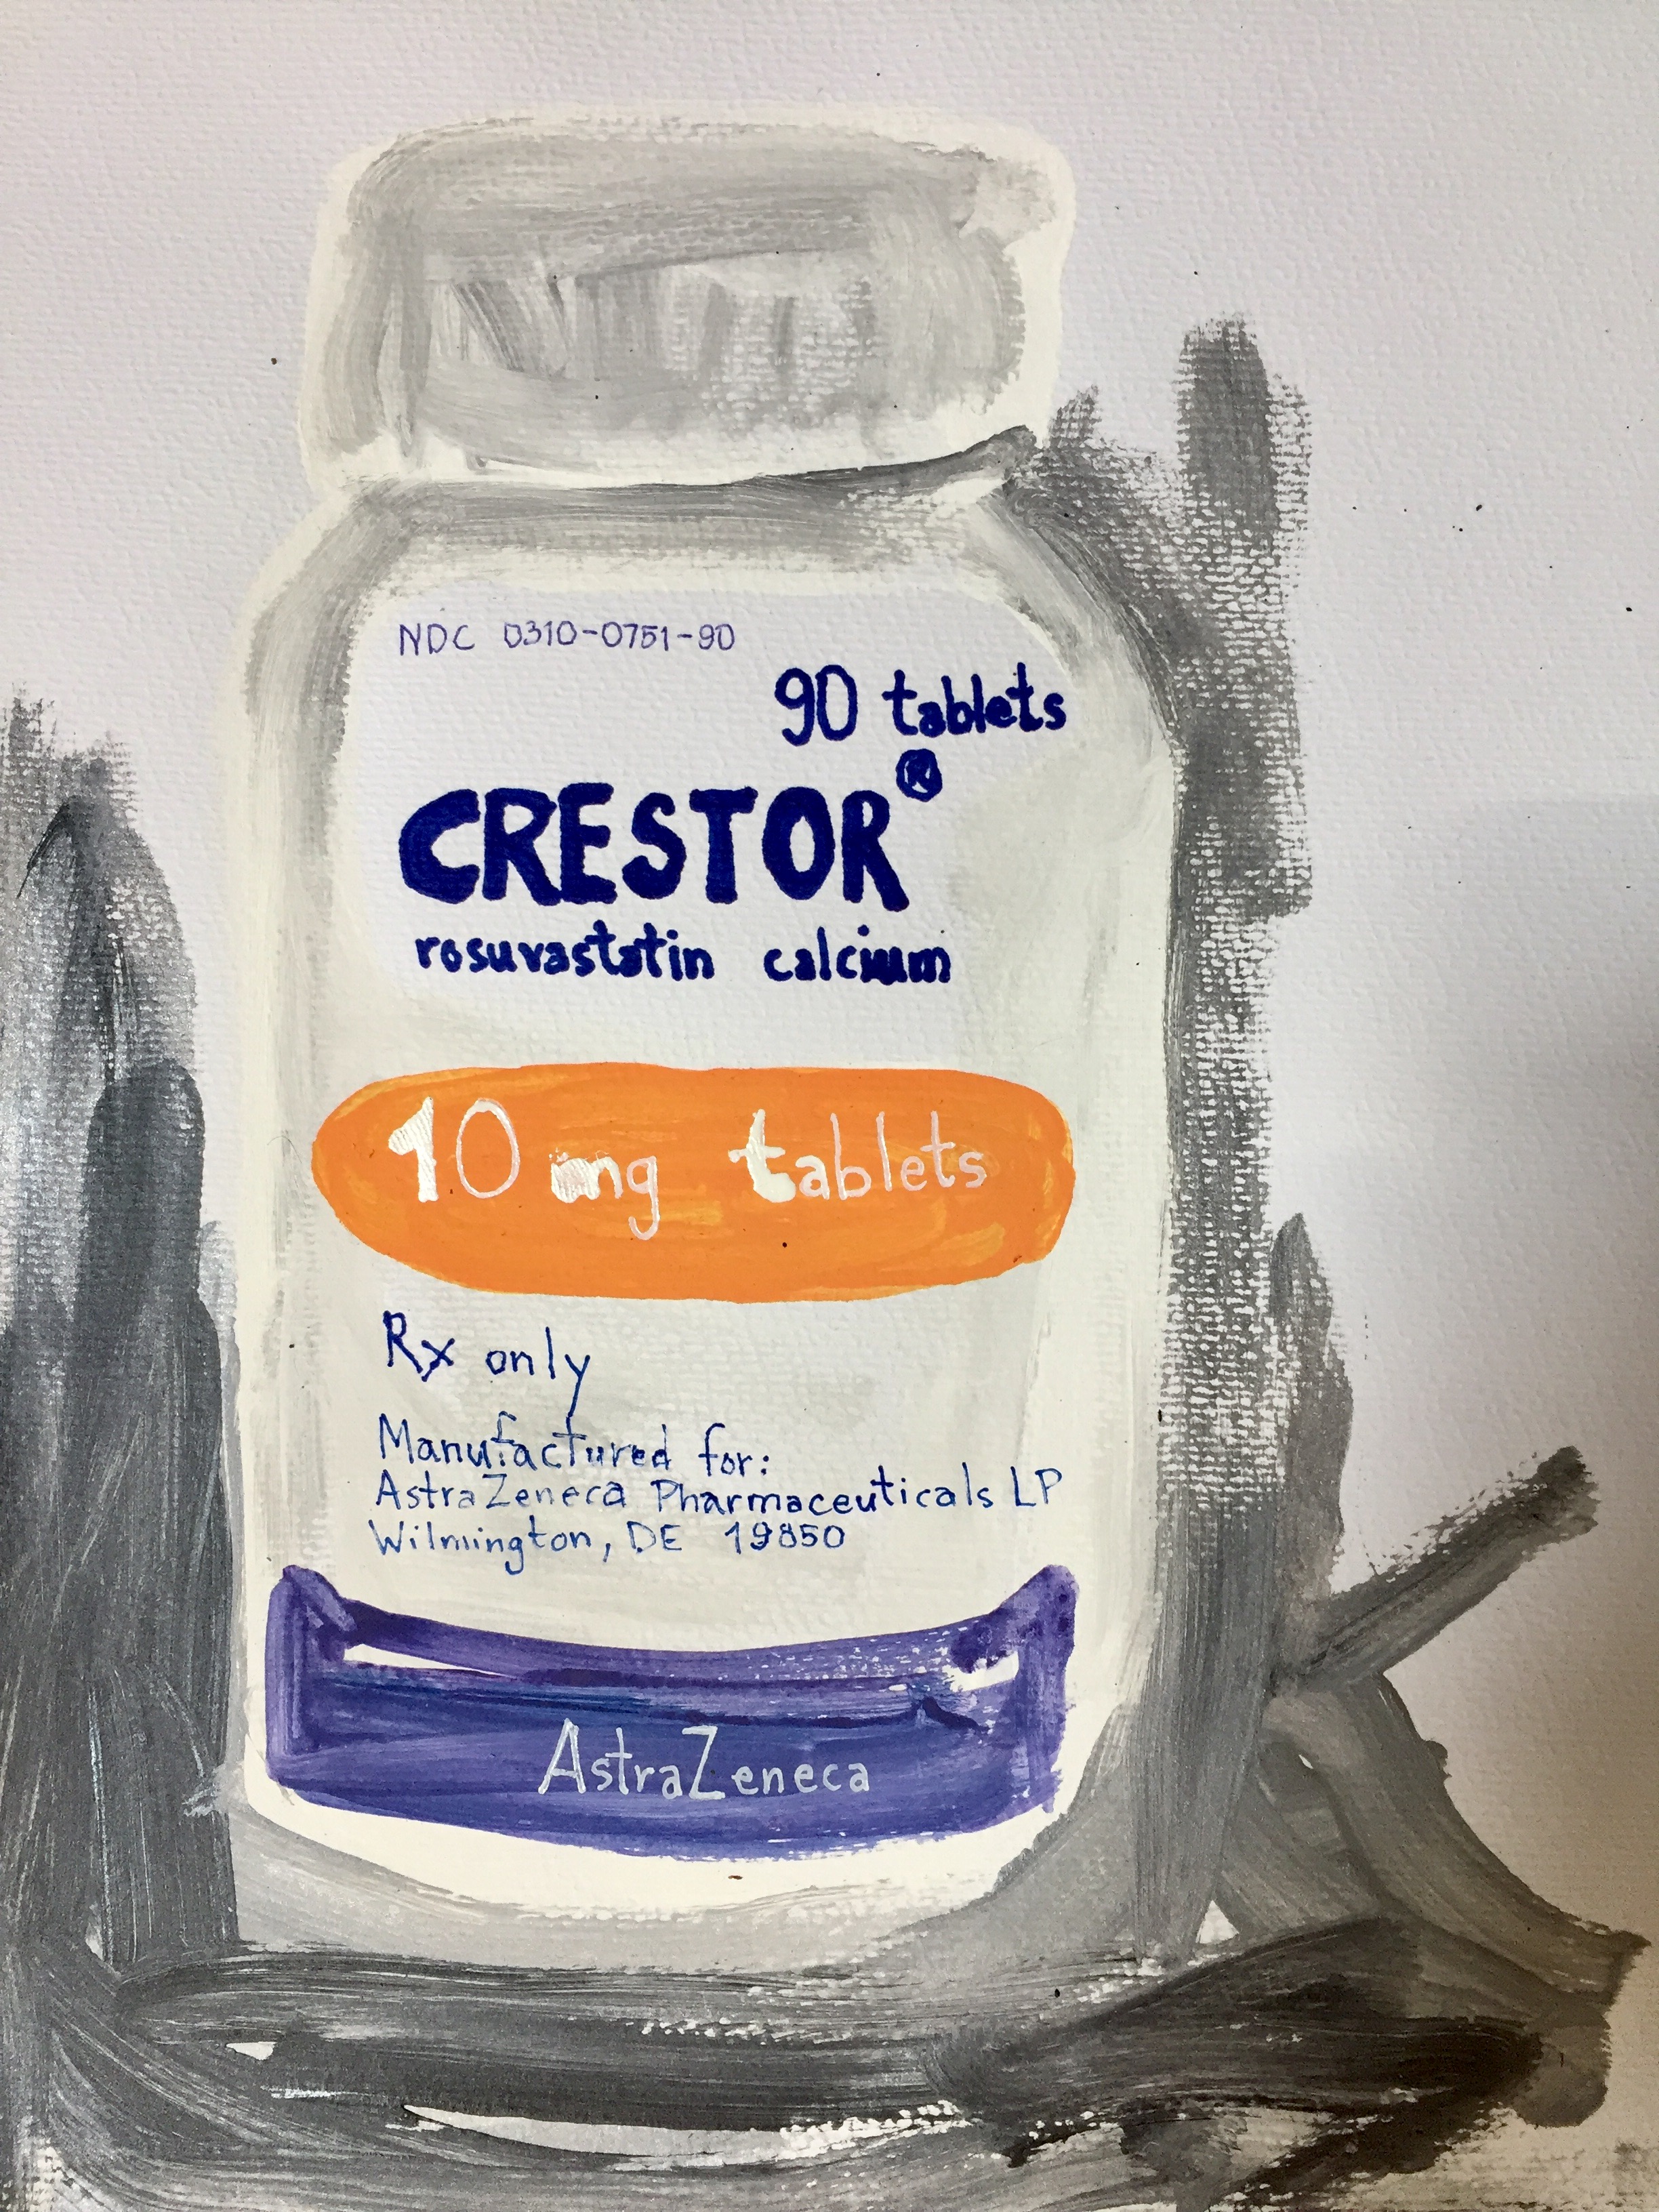 NDC 0310-0751-90
90 tablets
CRESTOR®
rosuvastatin calcium
10 mg tablets
Rx only
Manufactured for:
AstraZeneca Pharmaceuticals LP
Wilmington, DE 19850
AstraZeneca